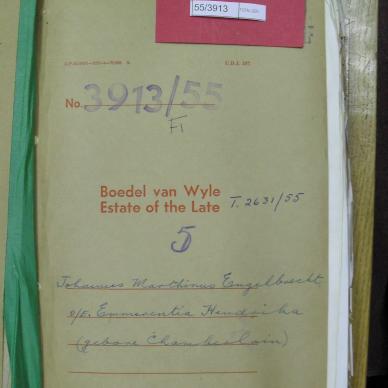 55/3913
U.D.J. 197.
No. 3913/55
F1
Boedel van Wyle
Estate of the Late
T. 2631/55
5
Johannes Marthinus Engelbrecht
e/s. Emmerentia Hendrika
(gebore Chamberlain)